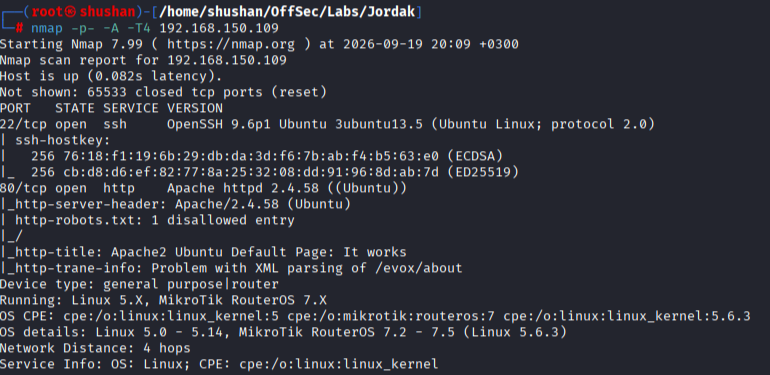 ┌──(root㉿shushan)-[/home/shushan/OffSec/Labs/Jordak]
└─# nmap -p- -A -T4 192.168.150.109
Starting Nmap 7.99 ( https://nmap.org ) at 2026-09-19 20:09 +0300
Nmap scan report for 192.168.150.109
Host is up (0.082s latency).
Not shown: 65533 closed tcp ports (reset)
PORT   STATE SERVICE VERSION
22/tcp open  ssh     OpenSSH 9.6p1 Ubuntu 3ubuntu13.5 (Ubuntu Linux; protocol 2.0)
| ssh-hostkey:
|   256 76:18:f1:19:6b:29:db:da:3d:f6:7b:ab:f4:b5:63:e0 (ECDSA)
|_  256 cb:d8:d6:ef:82:77:8a:25:32:08:dd:91:96:8d:ab:7d (ED25519)
80/tcp open  http    Apache httpd 2.4.58 ((Ubuntu))
|_http-server-header: Apache/2.4.58 (Ubuntu)
| http-robots.txt: 1 disallowed entry
|_/
|_http-title: Apache2 Ubuntu Default Page: It works
|_http-trane-info: Problem with XML parsing of /evox/about
Device type: general purpose|router
Running: Linux 5.X, MikroTik RouterOS 7.X
OS CPE: cpe:/o:linux:linux_kernel:5 cpe:/o:mikrotik:routeros:7 cpe:/o:linux:linux_kernel:5.6.3
OS details: Linux 5.0 - 5.14, MikroTik RouterOS 7.2 - 7.5 (Linux 5.6.3)
Network Distance: 4 hops
Service Info: OS: Linux; CPE: cpe:/o:linux:linux_kernel